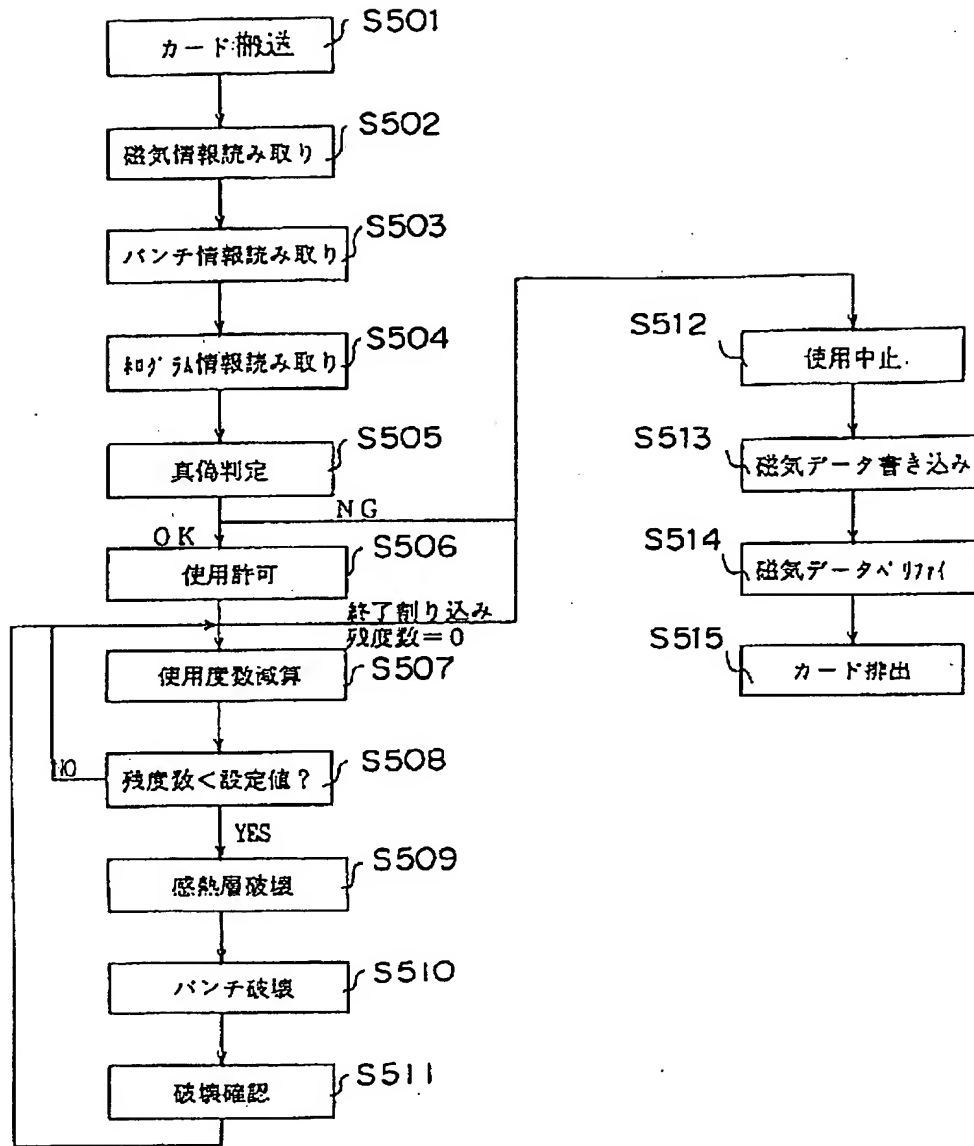 S501
カード搬送
S502
磁気情報読み取り
S503
パンチ情報読み取り
S504
ﾎﾛｸﾞﾗﾑ情報読み取り
S505
真偽判定
NG
OK
S506
使用許可
終了割り込み
残度数=0
使用度数減算
S507
残度数<設定値?
S508
NO
YES
S509
感熱層破壊
S510
パンチ破壊
S511
破壊確認
S512
使用中止
S513
磁気データ書き込み
S514
磁気データベリファイ
S515
カード排出